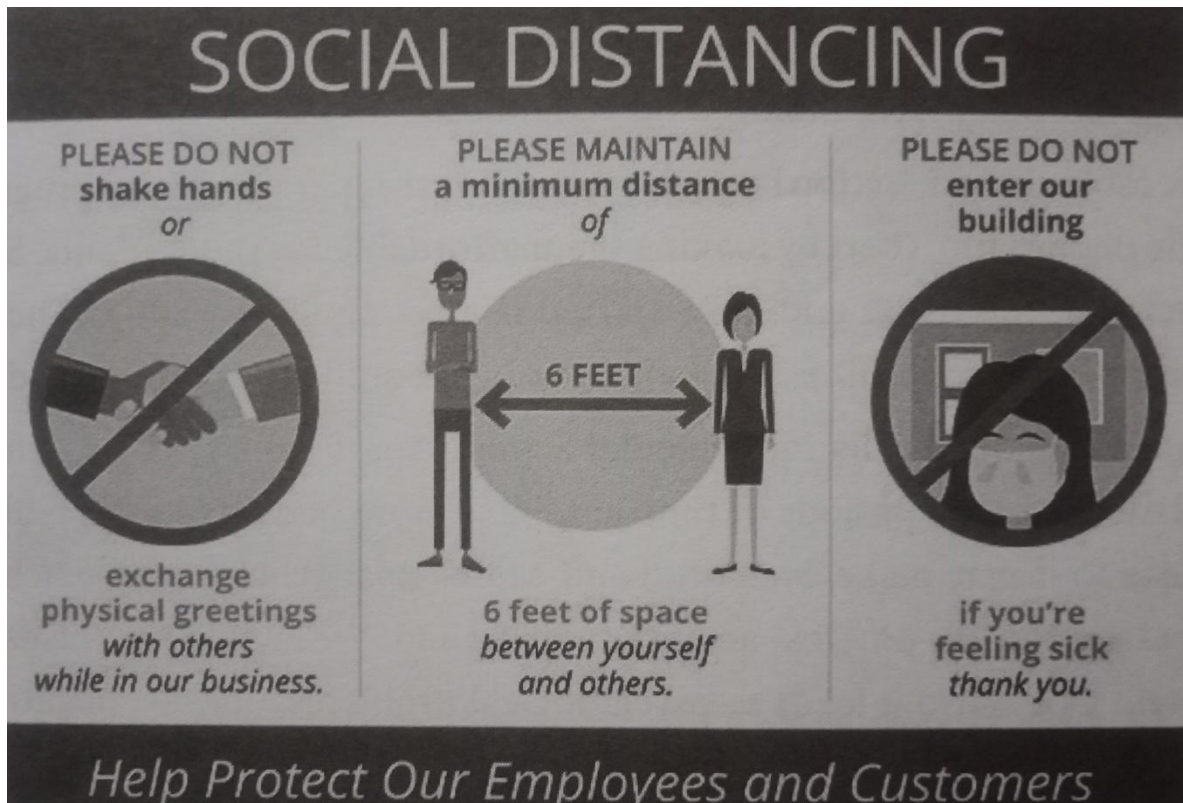 SOCIAL DISTANCING
PLEASE DO NOT
shake hands
or
exchange
physical greetings
with others
while in our business.
PLEASE MAINTAIN
a minimum distance
of
6 FEET
6 feet of space
between yourself
and others.
PLEASE DO NOT
enter our
building
if you're
feeling sick
thank you.
Help Protect Our Employees and Customers